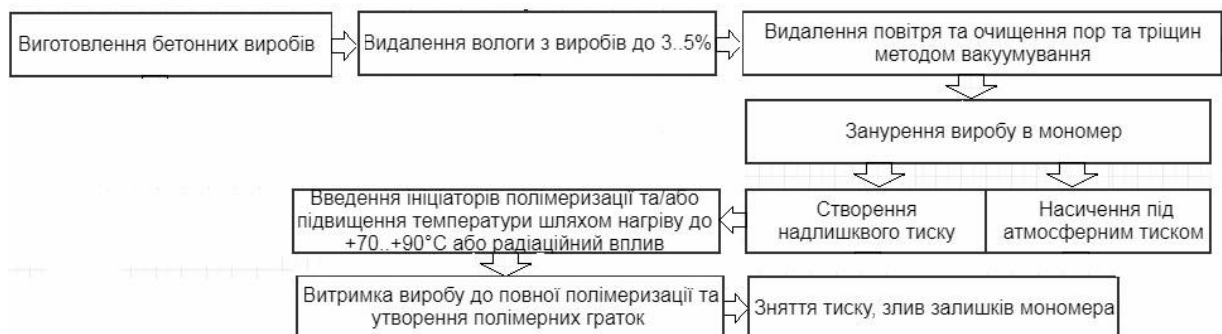 Виготовлення бетонних виробів
Видалення вологи з виробів до 3..5%
Видалення повітря та очищення пор та тріщин
методом вакуумування
Занурення виробу в мономер
Введення ініціаторів полімеризації та/або
підвищення температури шляхом нагріву до
+70..+90°C або радіаційний вплив
Створення
надлишквого тиску
Насичення під
атмосферним тиском
Витримка виробу до повної полімеризації та
утворення полімерних граток
Зняття тиску, злив залишків мономера